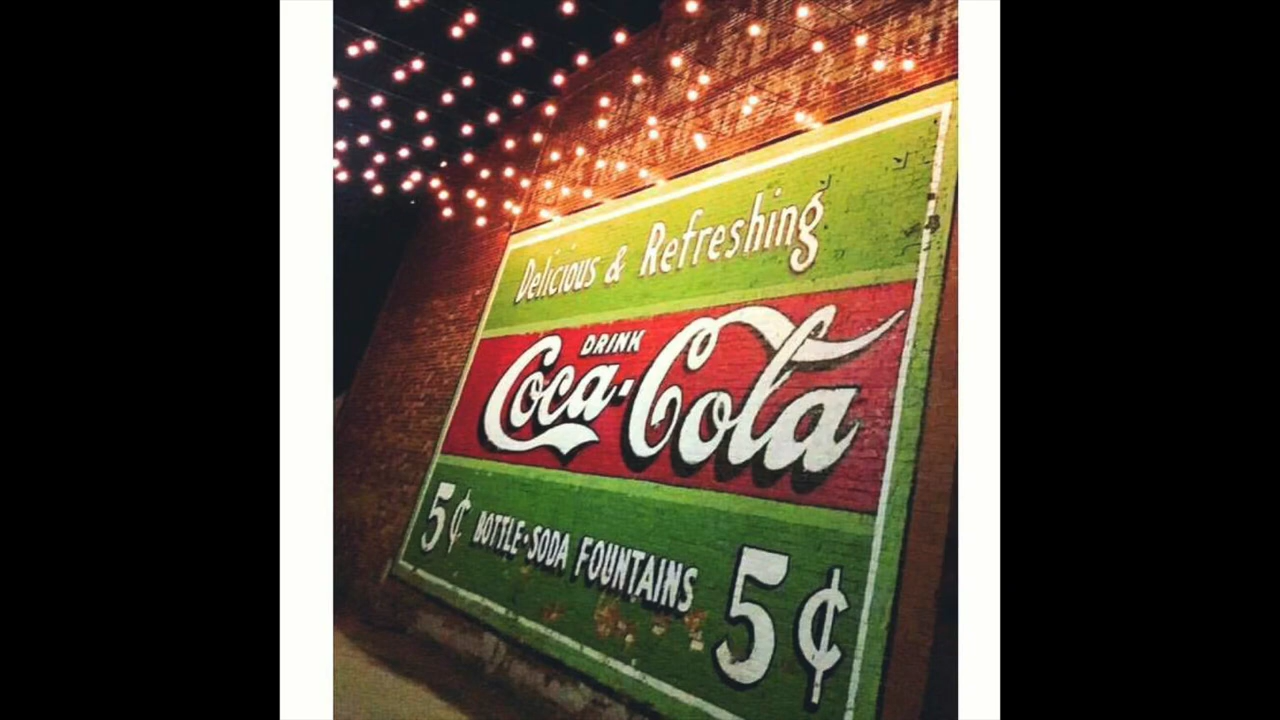 Delicious & Refreshing
DRINK
Coca-Cola
5¢ BOTTLE·SODA FOUNTAINS 5¢